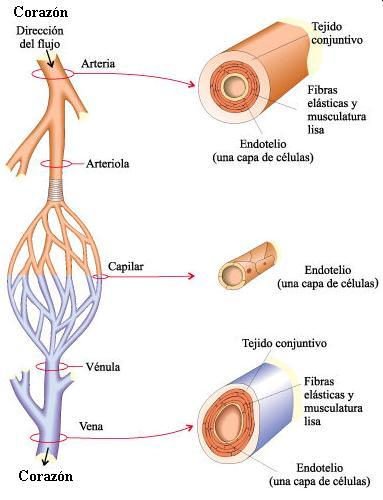 Corazón
Dirección
del flujo
Arteria
Tejido
conjuntivo
Fibras
elásticas y
musculatura
lisa
Endotelio
(una capa de células)
Arteriola
Capilar
Endotelio
(una capa de células)
Vénula
Tejido conjuntivo
Fibras
elásticas y
musculatura
lisa
Vena
Endotelio
(una capa de células)
Corazón